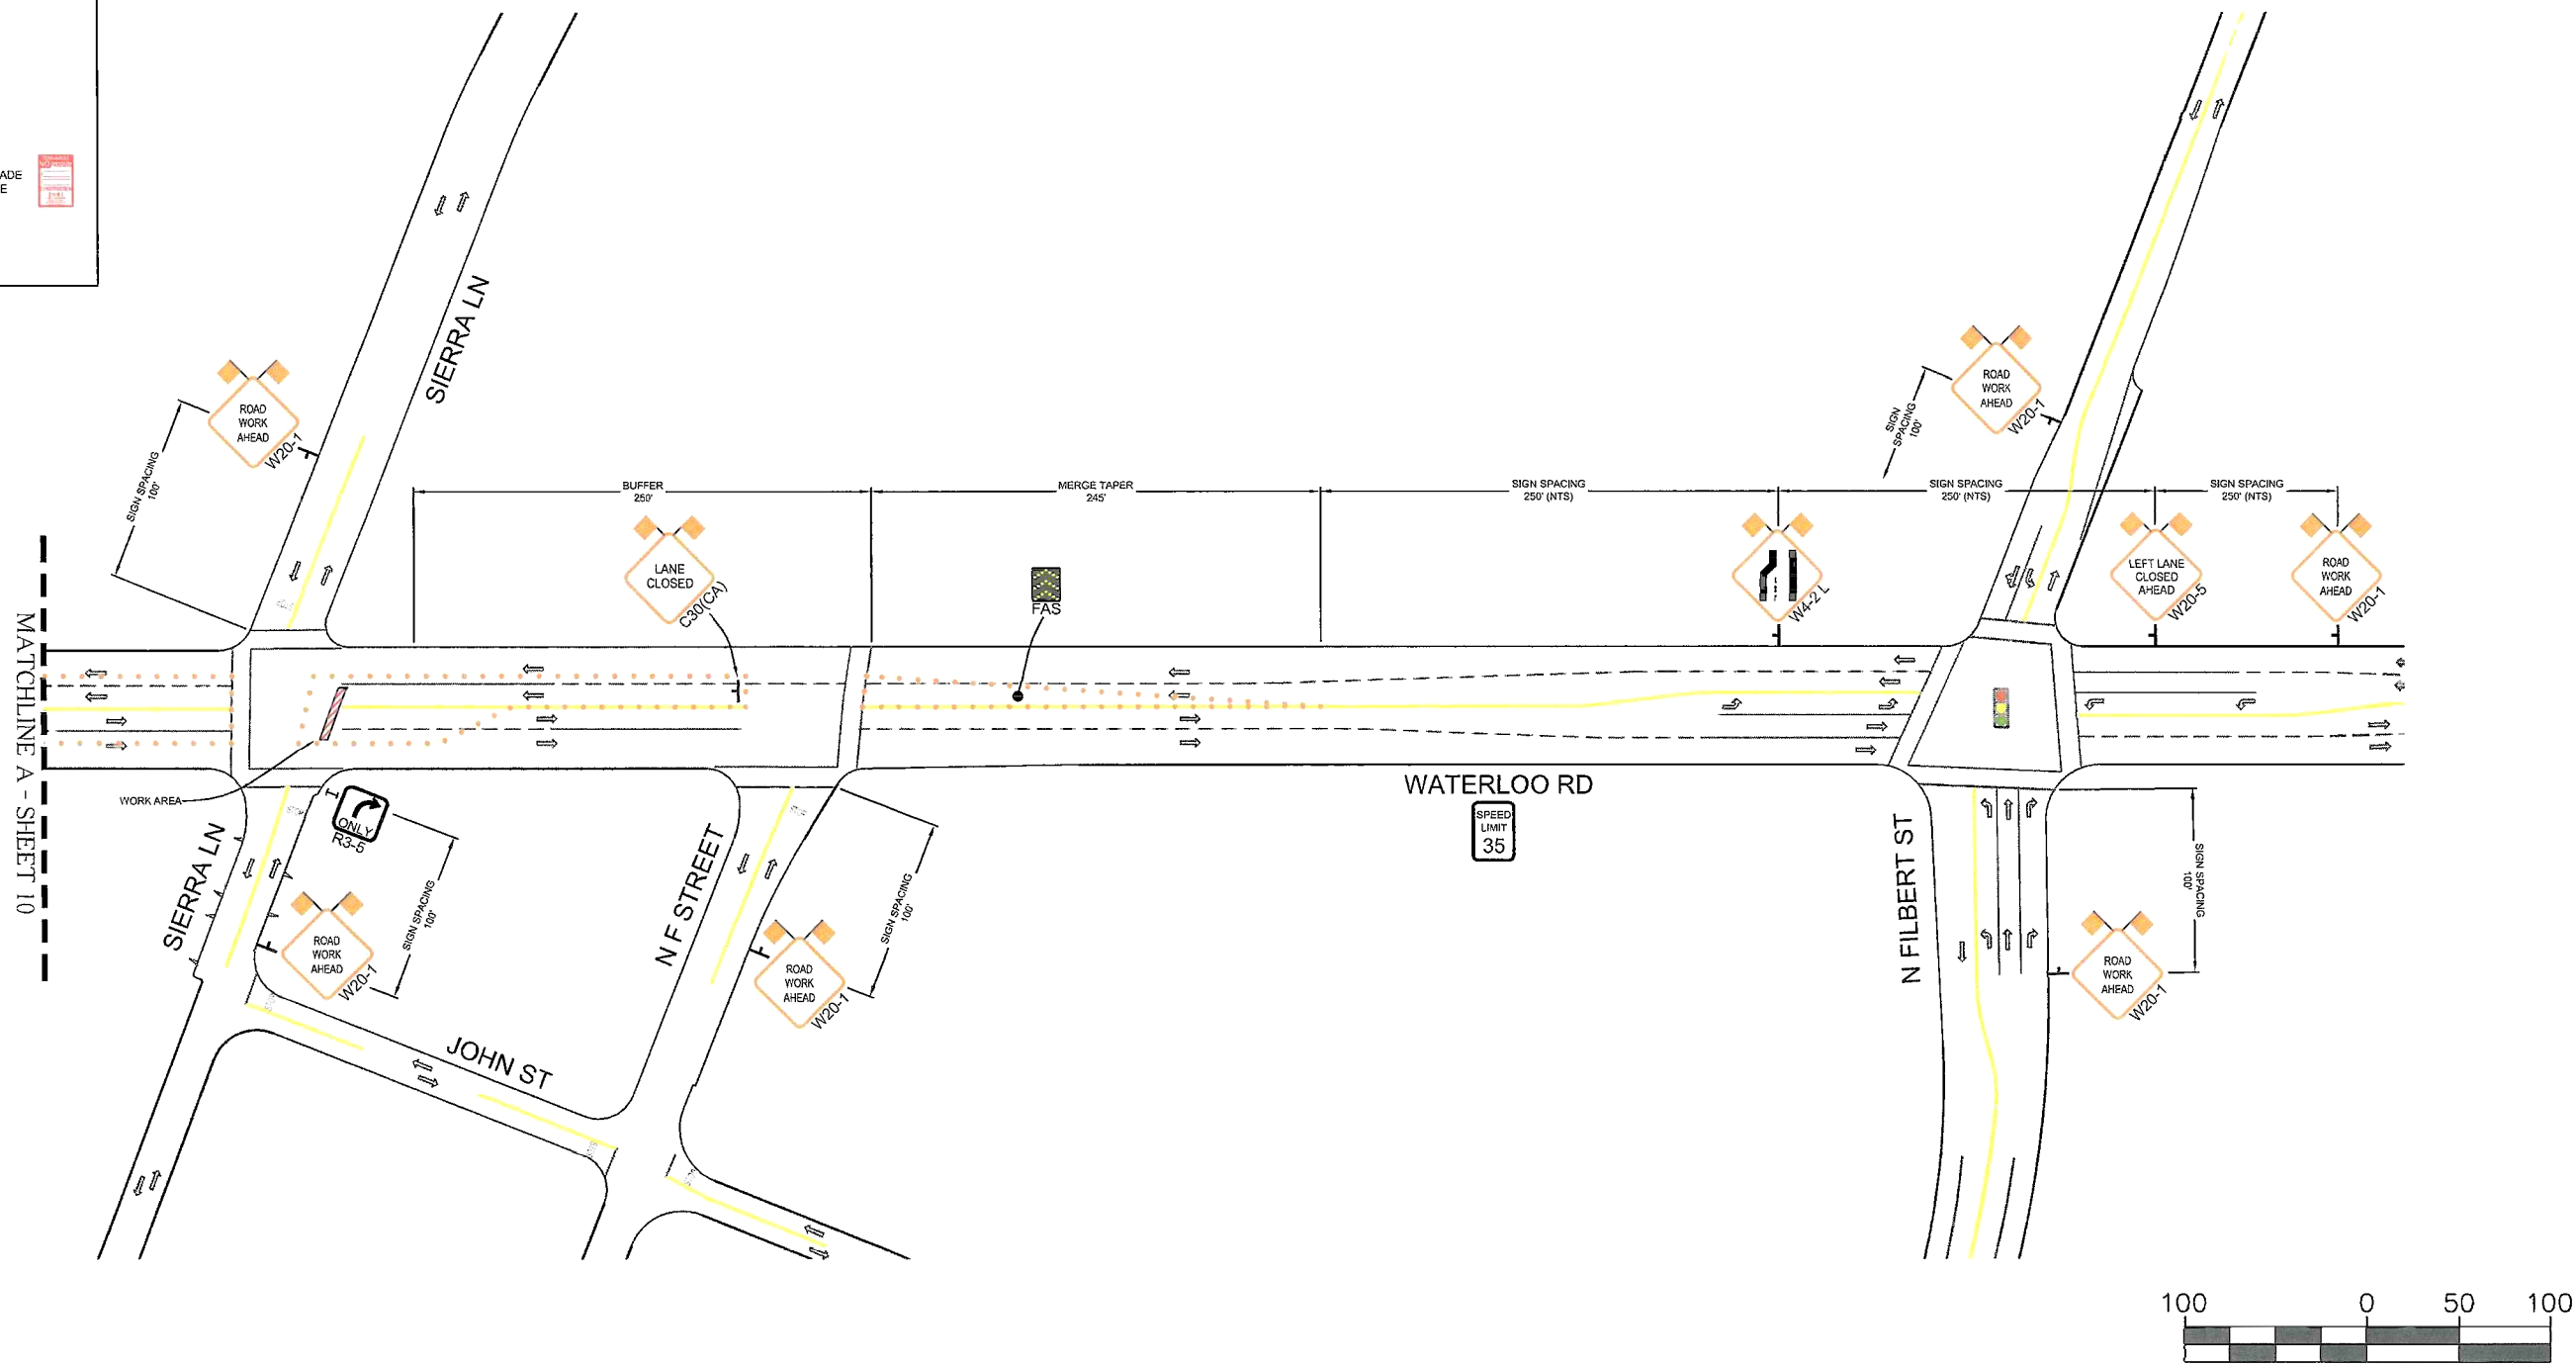 ADE
E
SIERRA LN
ROAD
WORK
AHEAD
W20-1
SIGN SPACING
100'
ROAD
WORK
AHEAD
W20-1
SIGN
SPACING
100'
BUFFER
250'
MERGE TAPER
245'
SIGN SPACING
250' (NTS)
SIGN SPACING
250' (NTS)
SIGN SPACING
250' (NTS)
LANE
CLOSED
C30(CA)
FAS
W4-2 L
LEFT LANE
CLOSED
AHEAD
W20-5
ROAD
WORK
AHEAD
W20-1
MATCHLINE A - SHEET 10
WORK AREA
ONLY
R3-5
WATERLOO RD
SPEED
LIMIT
35
SIERRA LN
ROAD
WORK
AHEAD
W20-1
SIGN SPACING
100'
N F STREET
ROAD
WORK
AHEAD
W20-1
SIGN SPACING
100'
N FILBERT ST
SIGN SPACING
100'
ROAD
WORK
AHEAD
W20-1
JOHN ST
100 0 50 100